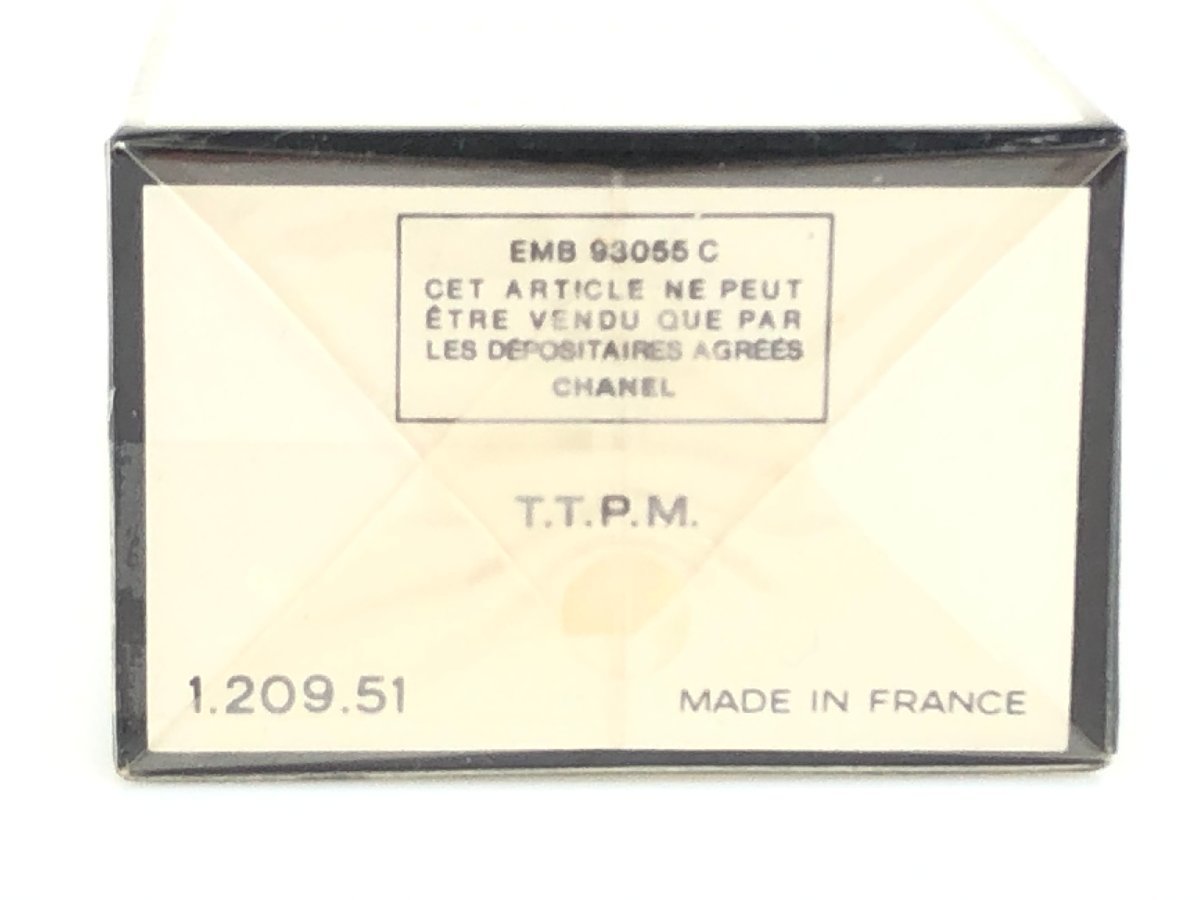 EMB 93055 C
CET ARTICLE NE PEUT
ÊTRE VENDU QUE PAR
LES DÉPOSITAIRES AGRÉÉS
CHANEL
T.T.P.M.
1.209.51
MADE IN FRANCE